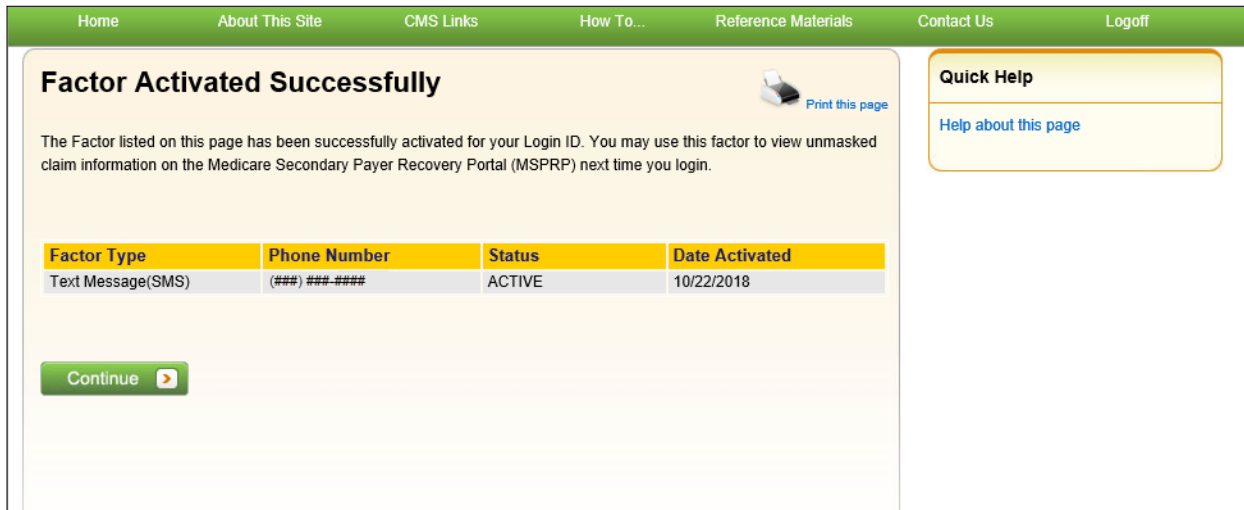 Home About This Site CMS Links How To... Reference Materials Contact Us Logoff
Factor Activated Successfully
Print this page
The Factor listed on this page has been successfully activated for your Login ID. You may use this factor to view unmasked
claim information on the Medicare Secondary Payer Recovery Portal (MSPRP) next time you login.
Factor Type Phone Number Status Date Activated
Text Message(SMS) (###) ###-#### ACTIVE 10/22/2018
Continue
Quick Help
Help about this page